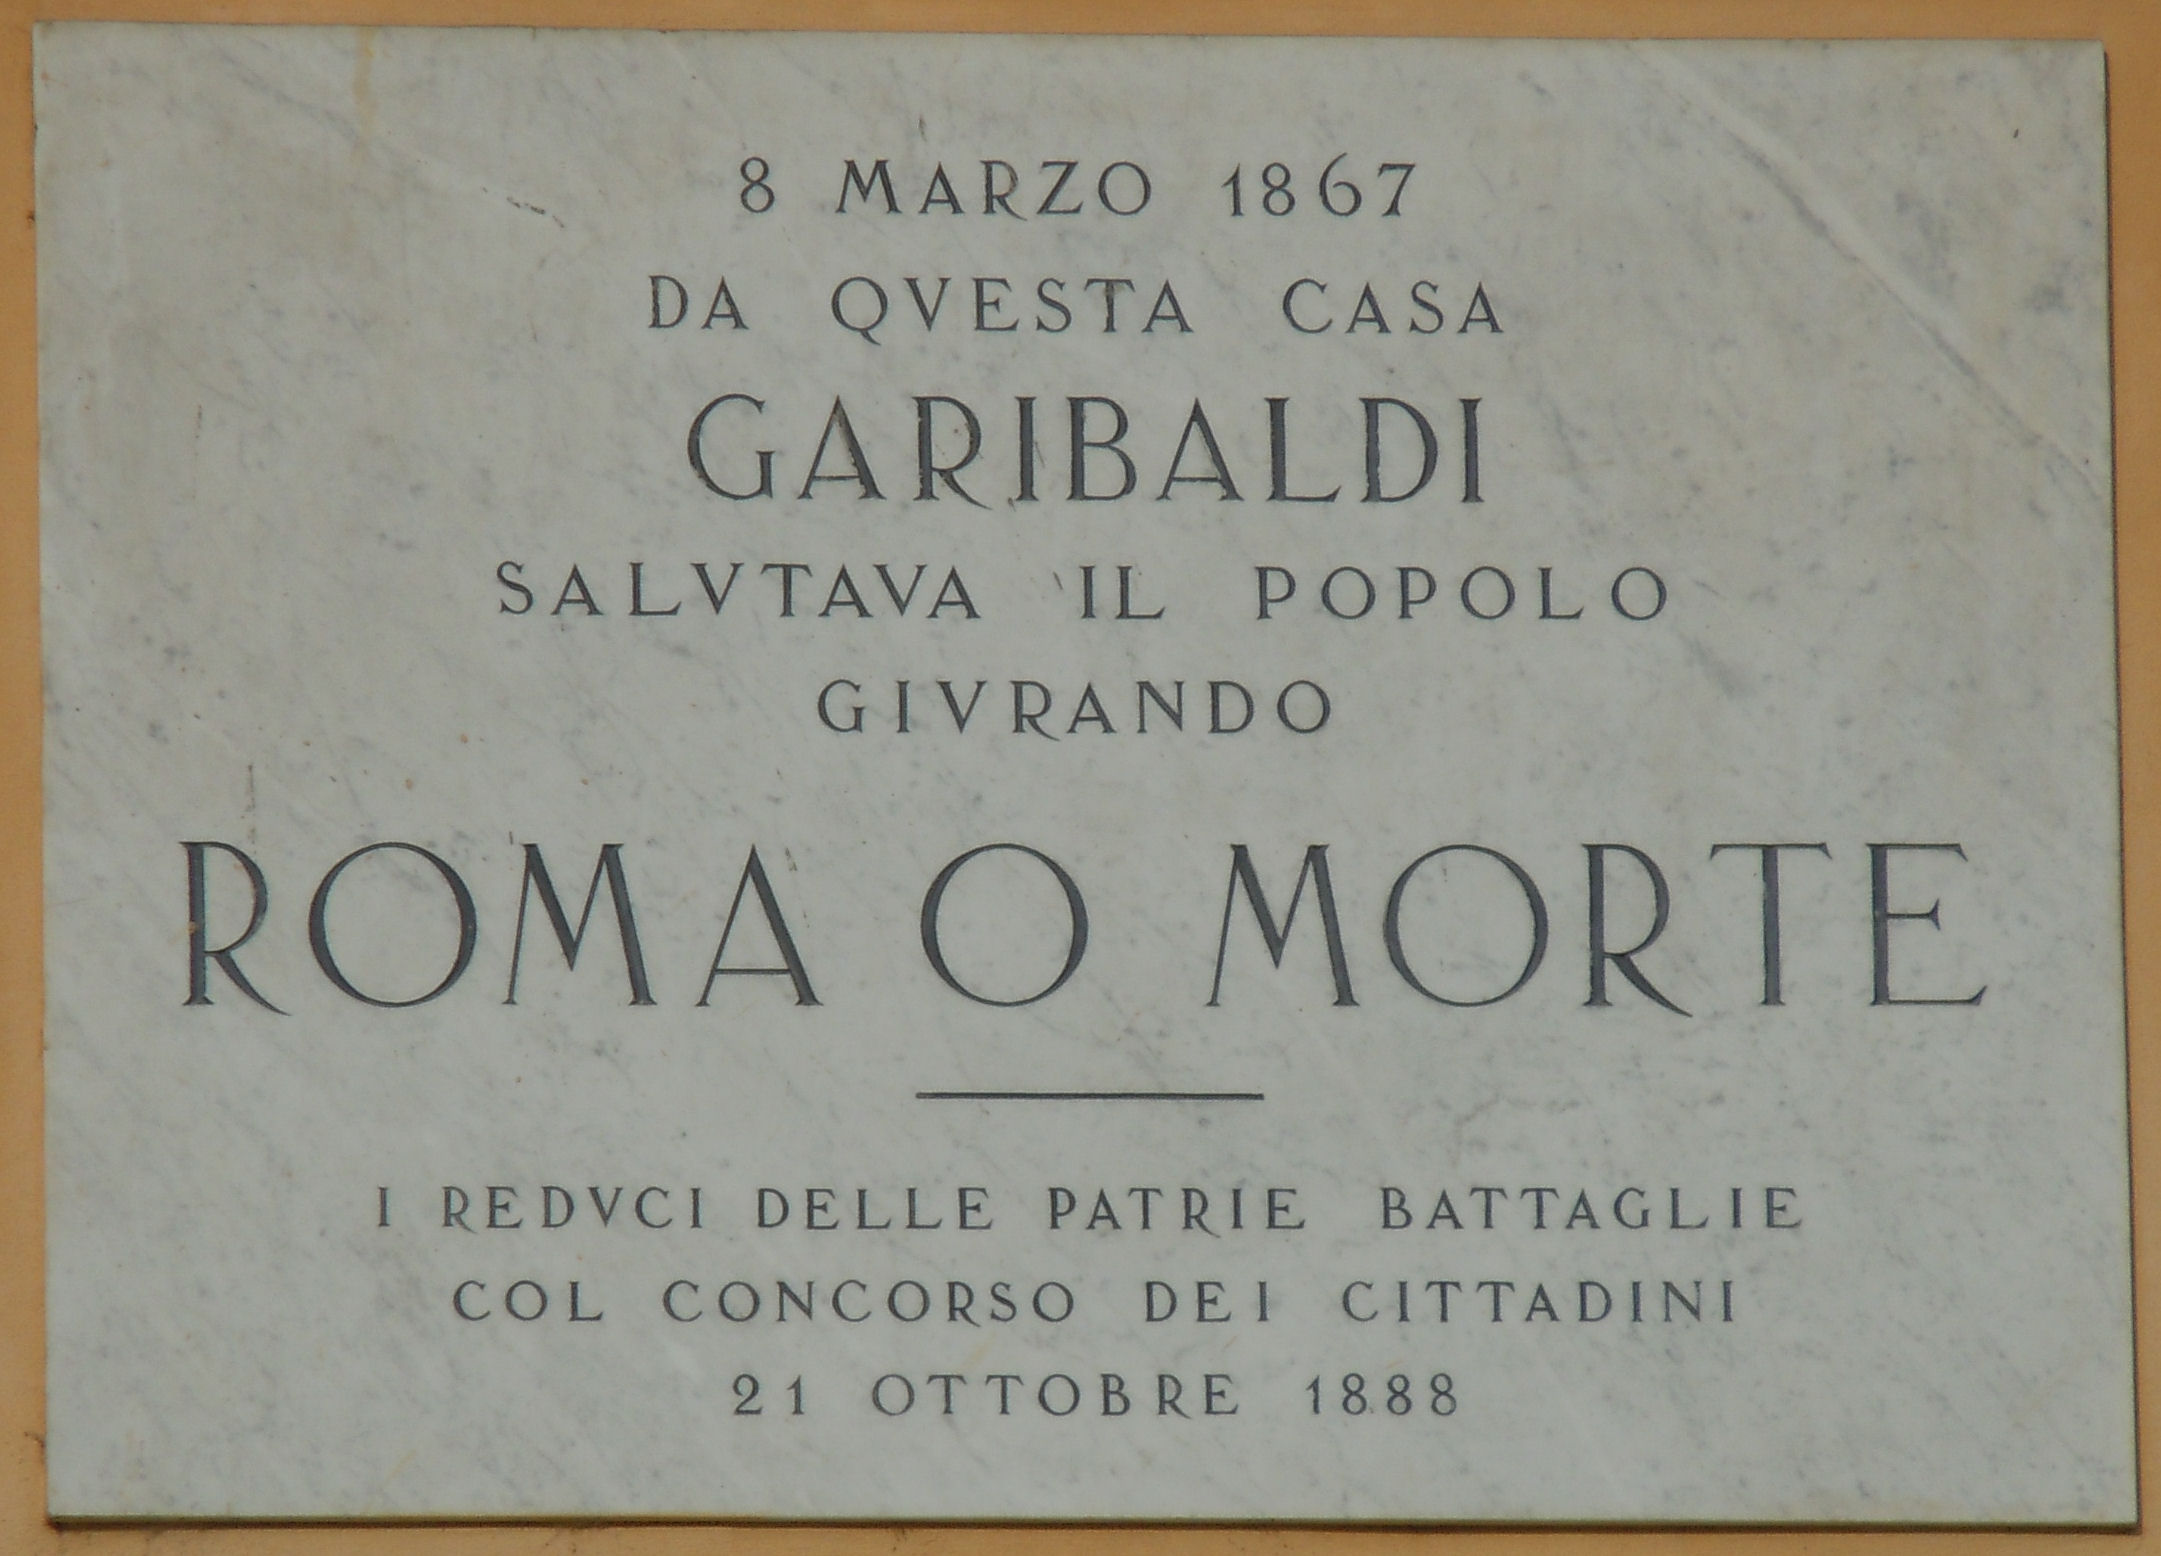 8 MARZO 1867
DA QVESTA CASA
GARIBALDI
SALVTAVA IL POPOLO
GIVRANDO
ROMA O MORTE
I REDVCI DELLE PATRIE BATTAGLIE
COL CONCORSO DEI CITTADINI
21 OTTOBRE 1888